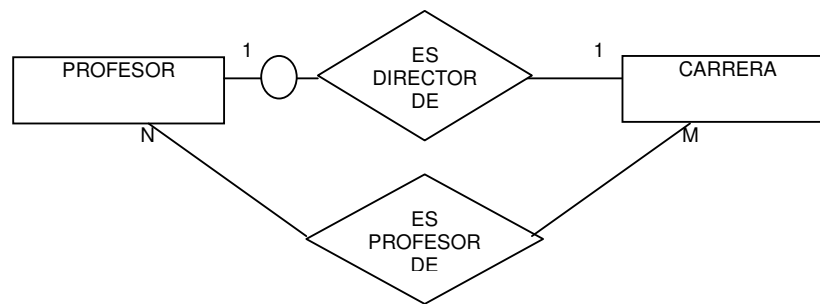 1
1
PROFESOR
ES
DIRECTOR
DE
CARRERA
N
M
ES
PROFESOR
DE